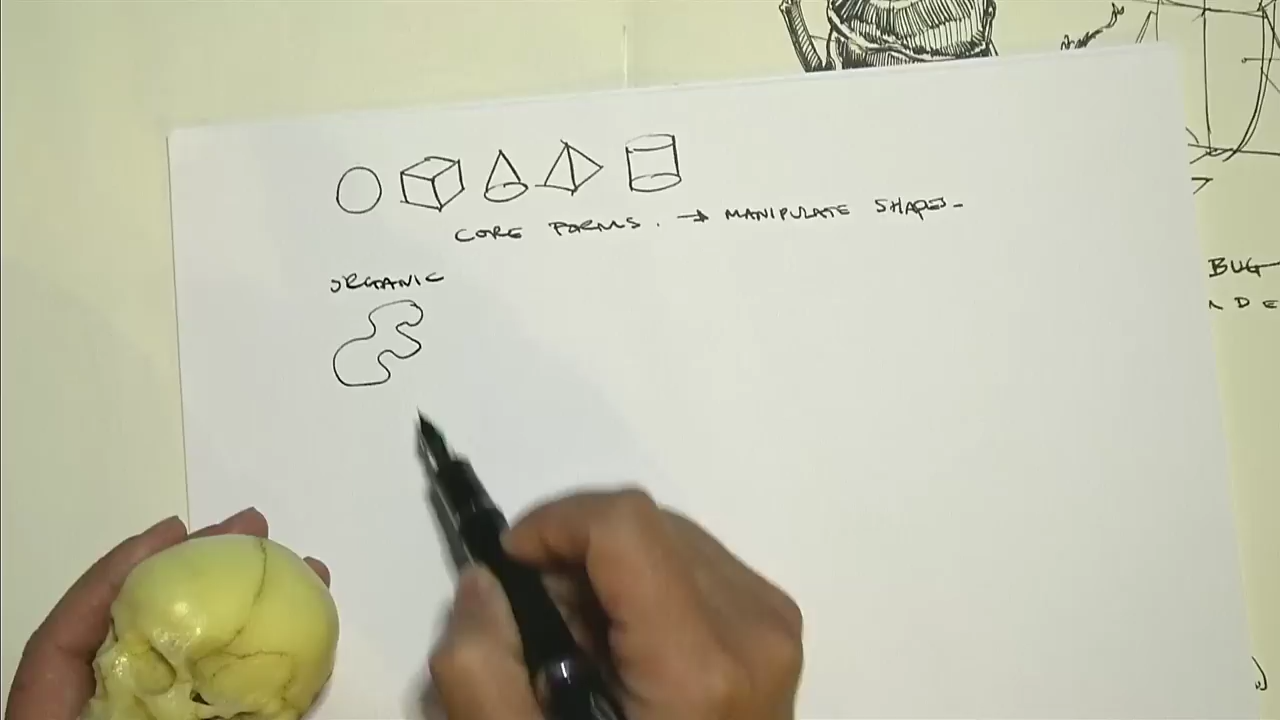 CORE FORMS. → MANIPULATE SHAPES-
ORGANIC
BUG